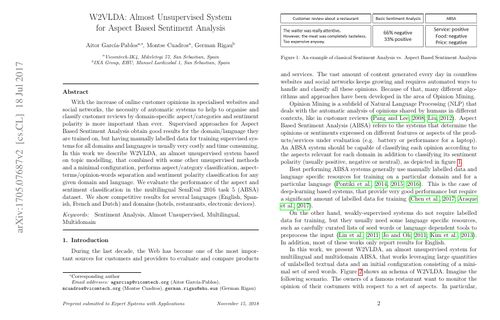 W2VLDA: Almost Unsupervised System
for Aspect Based Sentiment Analysis
Aitor García-Pablos, Montse Cuadros, German Rigau
Vicomtech-IK4, Mikeletegi 57, San Sebastian, Spain
IXA Group, EHU, Manuel Lardizabal 1, San Sebastian, Spain
Abstract
With the increase of online customer opinions in specialised websites and
social networks, the necessity of automatic systems to help to organise and
classify customer reviews by domain-specific aspect/categories and sentiment
polarity is more important than ever. Supervised approaches for Aspect
Based Sentiment Analysis obtain good results for the domain/language they
are trained on, but having manually labelled data for training supervised sys-
tems for all domains and languages is usually very costly and time consuming.
In this work we describe W2VLDA, an almost unsupervised system based
on topic modelling, that combined with some other unsupervised methods
and a minimal configuration, performs aspect/category classification, aspect-
terms/opinion-words separation and sentiment polarity classification for any
given domain and language. We evaluate the performance of the aspect and
sentiment classification in the multilingual SemEval 2016 task 5 (ABSA)
dataset. We show competitive results for several languages (English, Span-
ish, French and Dutch) and domains (hotels, restaurants, electronic devices).
Keywords: Sentiment Analysis, Almost Unsupervised, Multilingual,
Multidomain
1. Introduction
During the last decade, the Web has become one of the most impor-
tant sources for customers and providers to evaluate and compare products
*Corresponding author
Email addresses: agarciap@vicomtech.org (Aitor García-Pablos),
mcuadros@vicomtech.org (Montse Cuadros), german.rigau@ehu.eus (German Rigau)
Preprint submitted to Expert Systems with Applications November 15, 2018
arXiv:1705.07687v2 [cs.CL] 18 Jul 2017
Customer review about a restaurant Basic Sentiment Analysis ABSA
The waiter was really attentive.
However, the meat was completely tasteless.
Too expensive anyway.
66% negative
33% positive
Service: positive
Food: negative
Price: negative
Figure 1: An example of classical Sentiment Analysis vs. Aspect Based Sentiment Analysis
and services. The vast amount of content generated every day in countless
websites and social networks keep growing and requires automated ways to
handle and classify all these opinions. Because of that, many different algo-
rithms and approaches have been developed in the area of Opinion Mining.
Opinion Mining is a subfield of Natural Language Processing (NLP) that
deals with the automatic analysis of opinions shared by humans in different
contexts, like in customer reviews (Pang and Lee, 2008; Liu, 2012). Aspect
Based Sentiment Analysis (ABSA) refers to the systems that determine the
opinions or sentiments expressed on different features or aspects of the prod-
ucts/services under evaluation (e.g. battery or performance for a laptop).
An ABSA system should be capable of classifying each opinion according to
the aspects relevant for each domain in addition to classifying its sentiment
polarity (usually positive, negative or neutral), as depicted in figure 1.
Best performing ABSA systems generally use manually labelled data and
language specific resources for training on a particular domain and for a
particular language (Pontiki et al., 2014, 2015, 2016). This is the case of
deep-learning based systems, that provide very good performance but require
a significant amount of labelled data for training (Chen et al., 2017; Araque
et al., 2017).
On the other hand, weakly-supervised systems do not require labelled
data for training, but they usually need some language specific resources,
such as carefully curated lists of seed words or language dependent tools to
preprocess the input (Lin et al., 2011; Jo and Oh, 2011; Kim et al., 2013).
In addition, most of these works only report results for English.
In this work, we present W2VLDA, an almost unsupervised system for
multilingual and multidomain ABSA, that works leveraging large quantities
of unlabelled textual data and an initial configuration consisting of a mini-
mal set of seed words. Figure 2 shows an schema of W2VLDA. Imagine the
following scenario. The owners of a famous restaurant want to monitor the
opinion of their costumers with respect to a set of aspects. In particular,
2